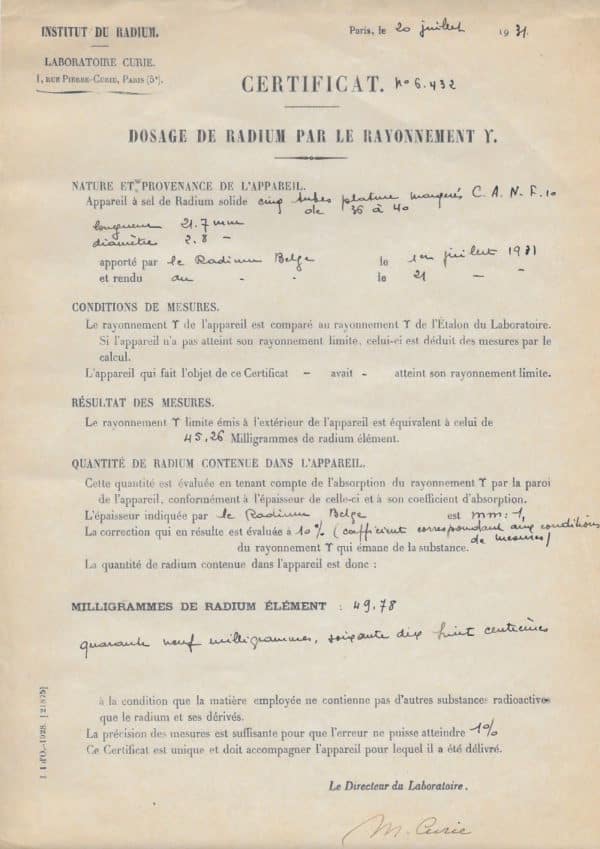 INSTITUT DU RADIUM.
LABORATOIRE CURIE.
1, RUE PIERRE-CURIE, PARIS (5e).
Paris, le 20 juillet 1931.
CERTIFICAT. No 6.432
DOSAGE DE RADIUM PAR LE RAYONNEMENT ϒ.
NATURE ET PROVENANCE DE L'APPAREIL.
Appareil à sel de Radium solide cinq tubes platine marqués C. A. N. F. 10
de 36 à 40
longueur 21.7 mm
diamètre 2.8 -
apporté par le Radium Belge le 1er juillet 1931
et rendu au - - le 21 - -
CONDITIONS DE MESURES.
Le rayonnement ϒ de l'appareil est comparé au rayonnement ϒ de l'Étalon du Laboratoire.
Si l'appareil n'a pas atteint son rayonnement limite, celui-ci est déduit des mesures par le
calcul.
L'appareil qui fait l'objet de ce Certificat - avait - atteint son rayonnement limite.
RÉSULTAT DES MESURES.
Le rayonnement ϒ limite émis à l'extérieur de l'appareil est équivalent à celui de
45,26 Milligrammes de radium élément.
QUANTITÉ DE RADIUM CONTENUE DANS L'APPAREIL.
Cette quantité est évaluée en tenant compte de l'absorption du rayonnement ϒ par la paroi
de l'appareil, conformément à l'épaisseur de celle-ci et à son coefficient d'absorption.
L'épaisseur indiquée par le Radium Belge est mm: 1,
La correction qui en résulte est évaluée à 10% (coefficient correspondant aux conditions
de mesures)
du rayonnement ϒ qui émane de la substance.
La quantité de radium contenue dans l'appareil est donc :
MILLIGRAMMES DE RADIUM ÉLÉMENT : 49.78
quarante neuf milligrammes, soixante dix huit centièmes
à la condition que la matière employée ne contienne pas d'autres substances radioactives
que le radium et ses dérivés.
La précision des mesures est suffisante pour que l'erreur ne puisse atteindre 1%
Ce Certificat est unique et doit accompagner l'appareil pour lequel il a été délivré.
Le Directeur du Laboratoire.
M. Curie
J. 4 d'O.-1928. [21875]